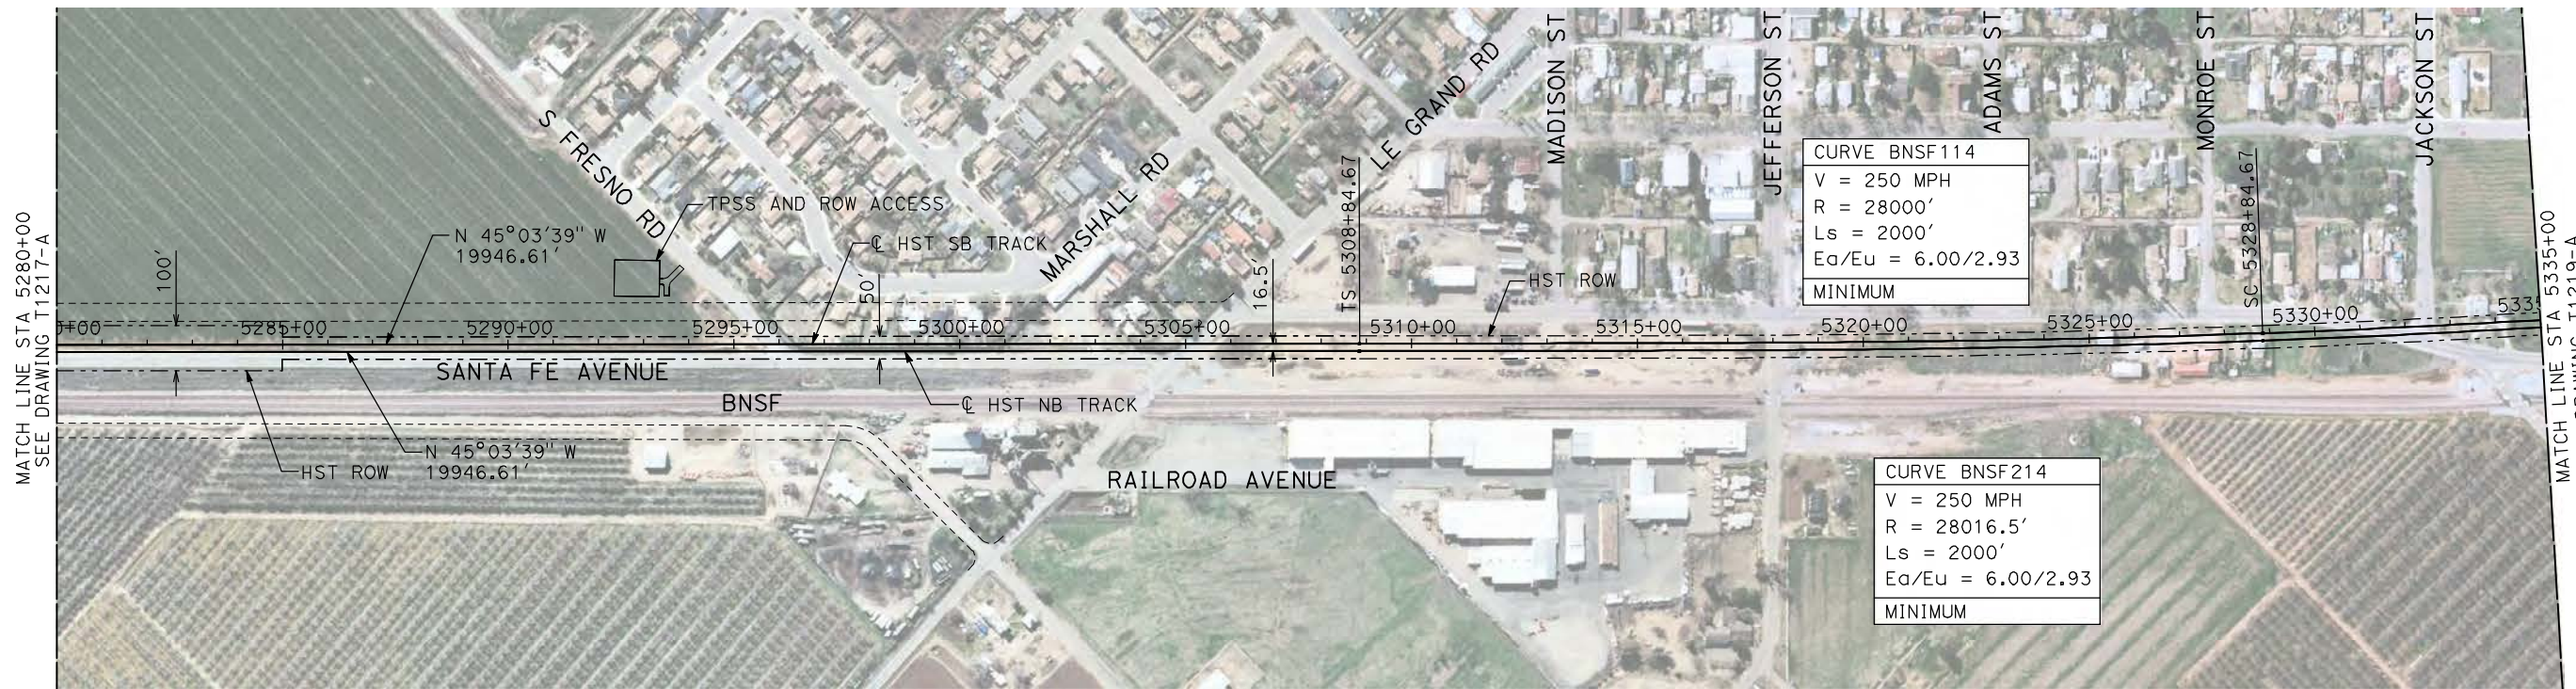 MATCH LINE STA 5280+00
SEE DRAWING T1217-A
100'
N 45°03'39" W
19946.61'
S FRESNO RD
TPSS AND ROW ACCESS
℄ HST SB TRACK
50'
MARSHALL RD
16.5'
TS 5308+84.67
LE GRAND RD
HST ROW
MADISON ST
JEFFERSON ST
ADAMS ST
MONROE ST
SC 5328+84.67
JACKSON ST
CURVE BNSF114
V = 250 MPH
R = 28000'
Ls = 2000'
Ea/Eu = 6.00/2.93
MINIMUM
5285+00
5290+00
5295+00
5300+00
5305+00
5310+00
5315+00
5320+00
5325+00
5330+00
5335
SANTA FE AVENUE
BNSF
℄ HST NB TRACK
HST ROW
N 45°03'39" W
19946.61'
RAILROAD AVENUE
CURVE BNSF214
V = 250 MPH
R = 28016.5'
Ls = 2000'
Ea/Eu = 6.00/2.93
MINIMUM
MATCH LINE STA 5335+00